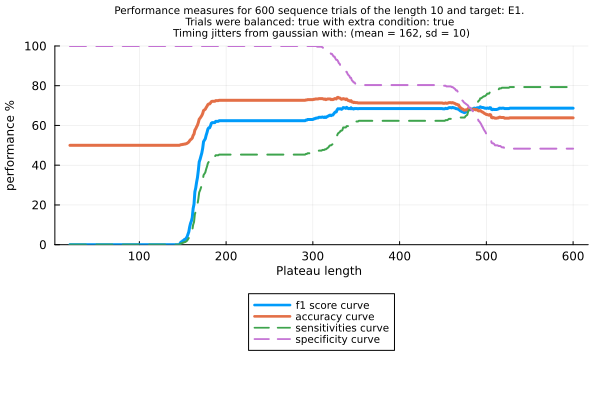 Performance measures for 600 sequence trials of the length 10 and target: E1.
Trials were balanced: true with extra condition: true
Timing jitters from gaussian with: (mean = 162, sd = 10)
100
80
60
40
20
0
performance %
100 200 300 400 500 600
Plateau length
f1 score curve
accuracy curve
sensitivities curve
specificity curve